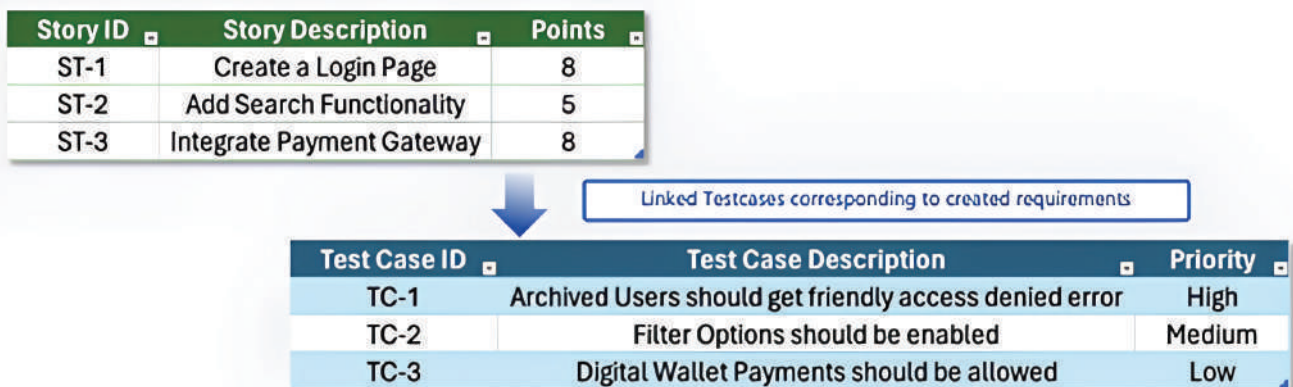 Story ID Story Description Points
ST-1 Create a Login Page 8
ST-2 Add Search Functionality 5
ST-3 Integrate Payment Gateway 8
Linked Testcases corresponding to created requirements
Test Case ID Test Case Description Priority
TC-1 Archived Users should get friendly access denied error High
TC-2 Filter Options should be enabled Medium
TC-3 Digital Wallet Payments should be allowed Low